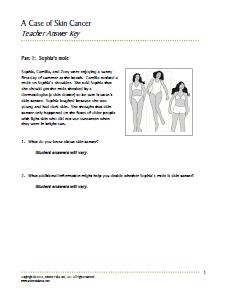 A Case of Skin Cancer
Teacher Answer Key
Part 1: Sophia's mole
Sophia, Camilla, and Zoey were enjoying a sunny
first day of summer at the beach. Camilla noticed a
mole on Sophia's shoulder. She told Sophia that
she should get the mole checked by a
dermatologist (a skin doctor) to be sure it wasn't
skin cancer. Sophia laughed because she was
young and had dark skin. She thought that skin
cancer only happened on the faces of older people
with light skin who did not use sunscreen when
they were in bright sun.
1. What do you know about skin cancer?
Student answers will vary.
2. What additional information might help you decide whether Sophia's mole is skin cancer?
Student answers will vary.
1